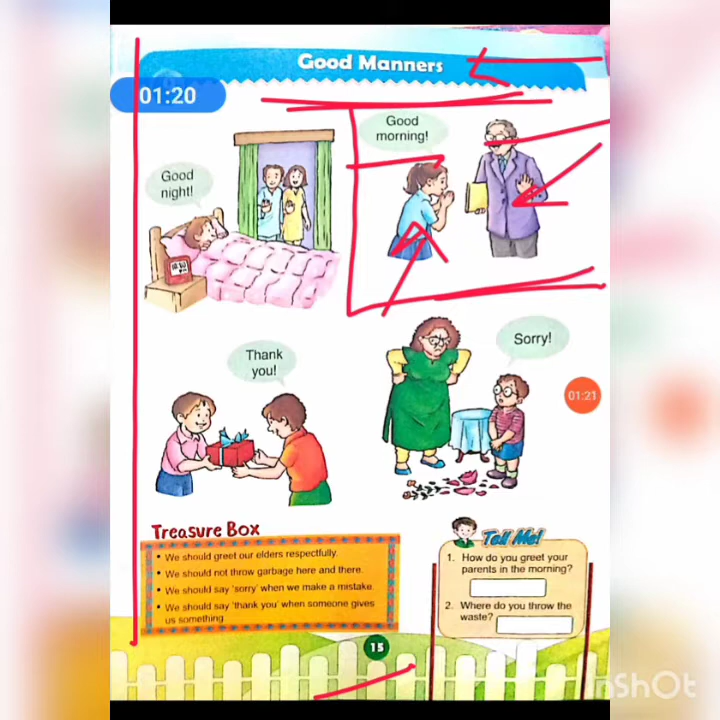 Good Manners
01:20
Good
morning!
Good
night!
Thank
you!
Sorry!
01:21
Treasure Box
• We should greet our elders respectfully.
• We should not throw garbage here and there.
• We should say 'sorry' when we make a mistake.
• We should say 'thank you' when someone gives
us something
Tell Me!
1. How do you greet your
parents in the morning?
2. Where do you throw the
waste?
15
InShOt